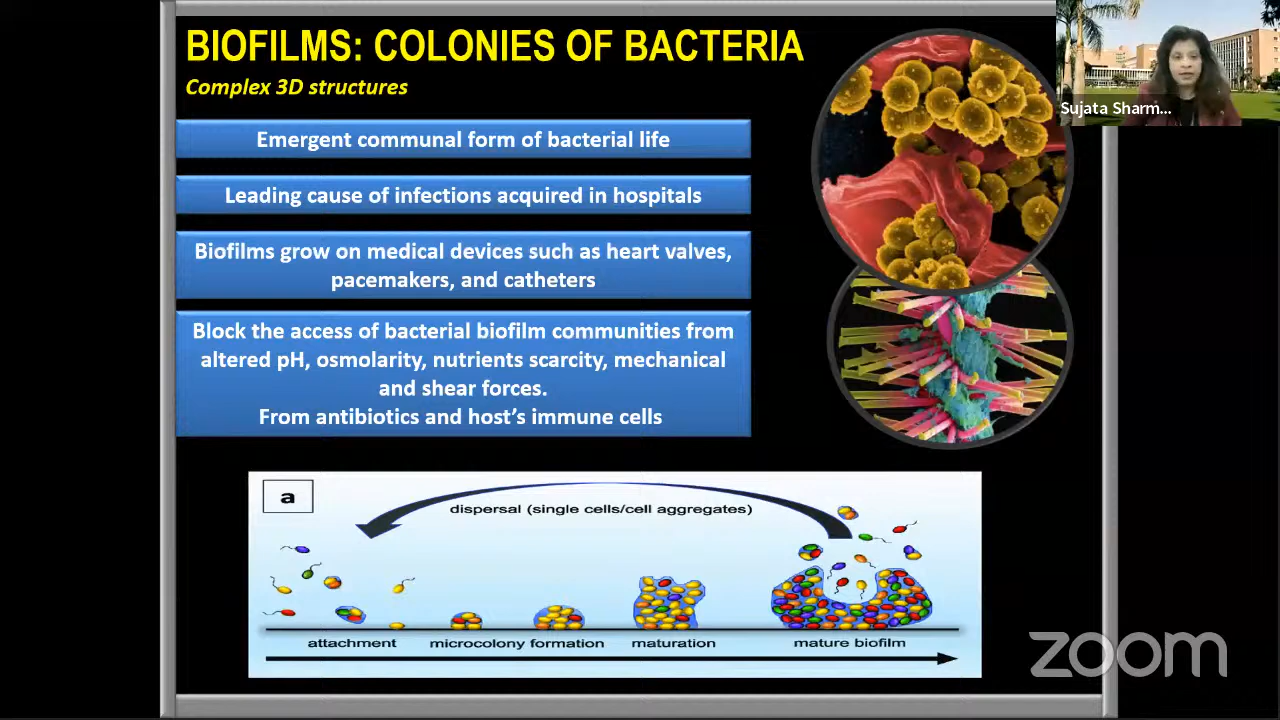 BIOFILMS: COLONIES OF BACTERIA
Complex 3D structures
Sujata Sharm...
Emergent communal form of bacterial life
Leading cause of infections acquired in hospitals
Biofilms grow on medical devices such as heart valves,
pacemakers, and catheters
Block the access of bacterial biofilm communities from
altered pH, osmolarity, nutrients scarcity, mechanical
and shear forces.
From antibiotics and host's immune cells
a
dispersal (single cells/cell aggregates)
attachment microcolony formation maturation mature biofilm
zoom